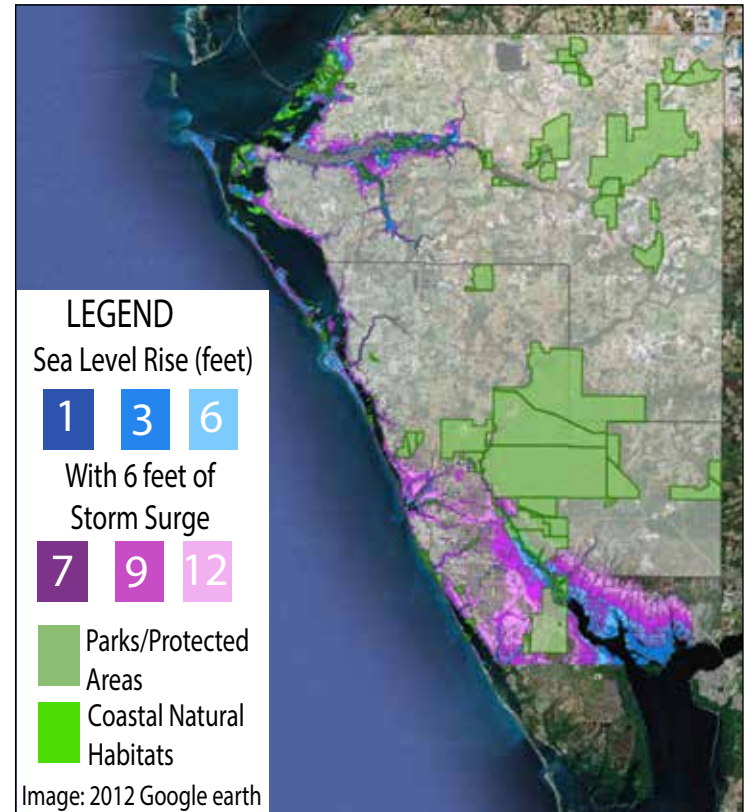 LEGEND
Sea Level Rise (feet)
1 3 6
With 6 feet of
Storm Surge
7 9 12
Parks/Protected
Areas
Coastal Natural
Habitats
Image: 2012 Google earth